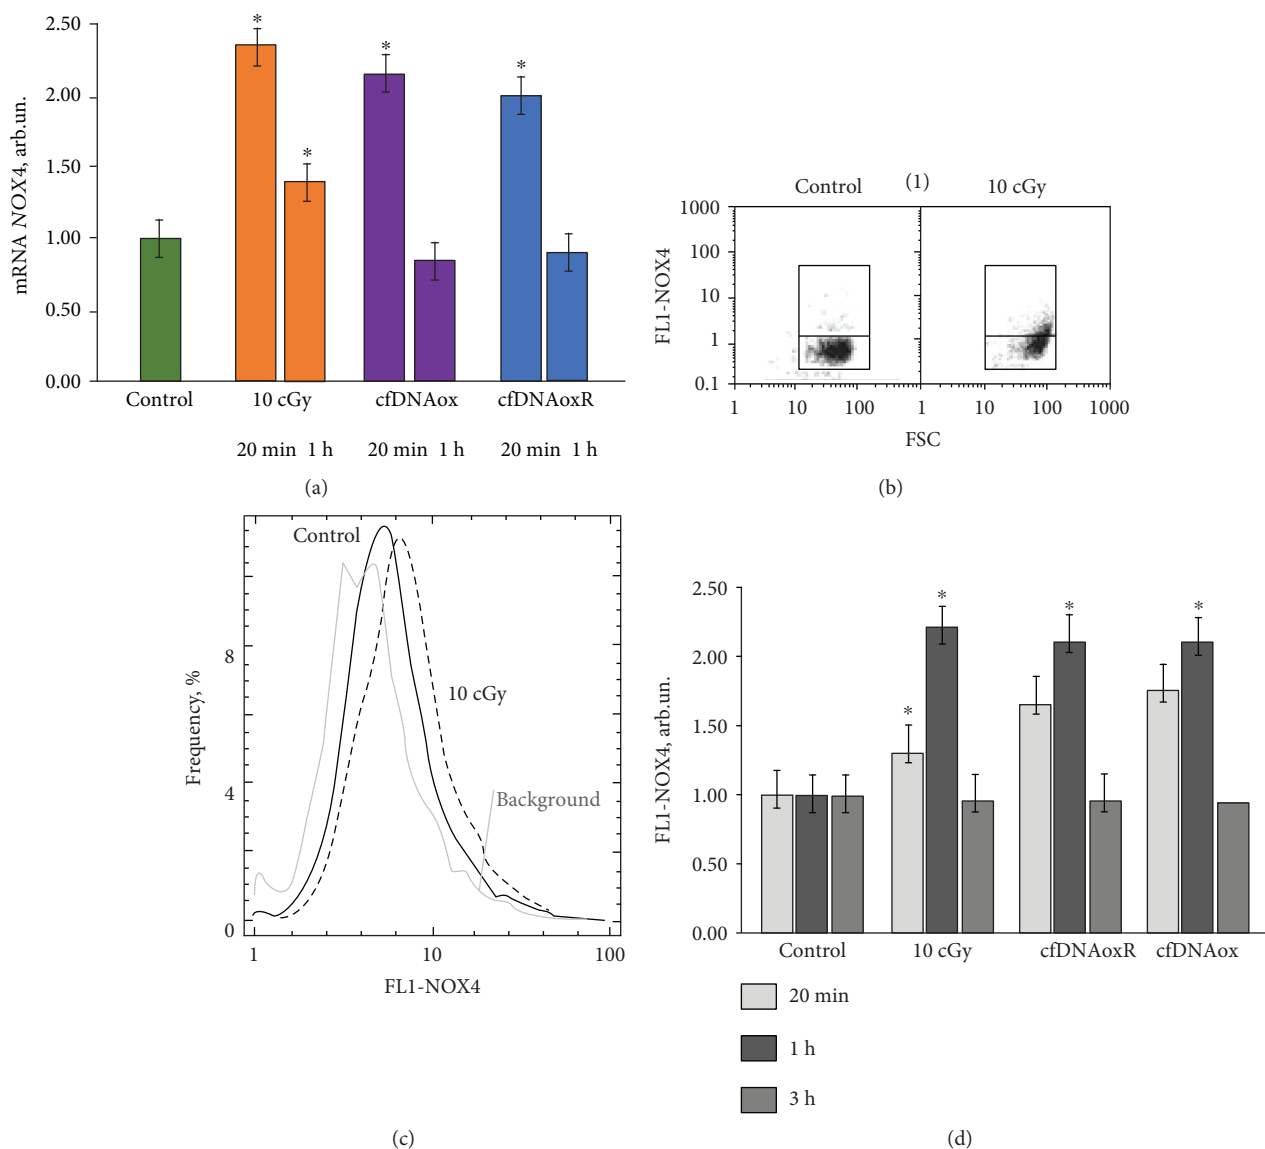 mRNA NOX4, arb.un.
2.50
2.00
1.50
1.00
0.50
0.00
*
*
*
*
Control
10 cGy
cfDNAox
cfDNAoxR
20 min 1 h
20 min 1 h
20 min 1 h
(a)
Control
(1)
10 cGy
FL1-NOX4
1000
100
10
1
0.1
1
10
100
1
10
100
1000
FSC
(b)
Frequency, %
8
4
0
Control
10 cGy
Background
1
10
100
FL1-NOX4
(c)
FL1-NOX4, arb.un.
2.50
2.00
1.50
1.00
0.50
0.00
*
*
*
*
Control
10 cGy
cfDNAoxR
cfDNAox
20 min
1 h
3 h
(d)